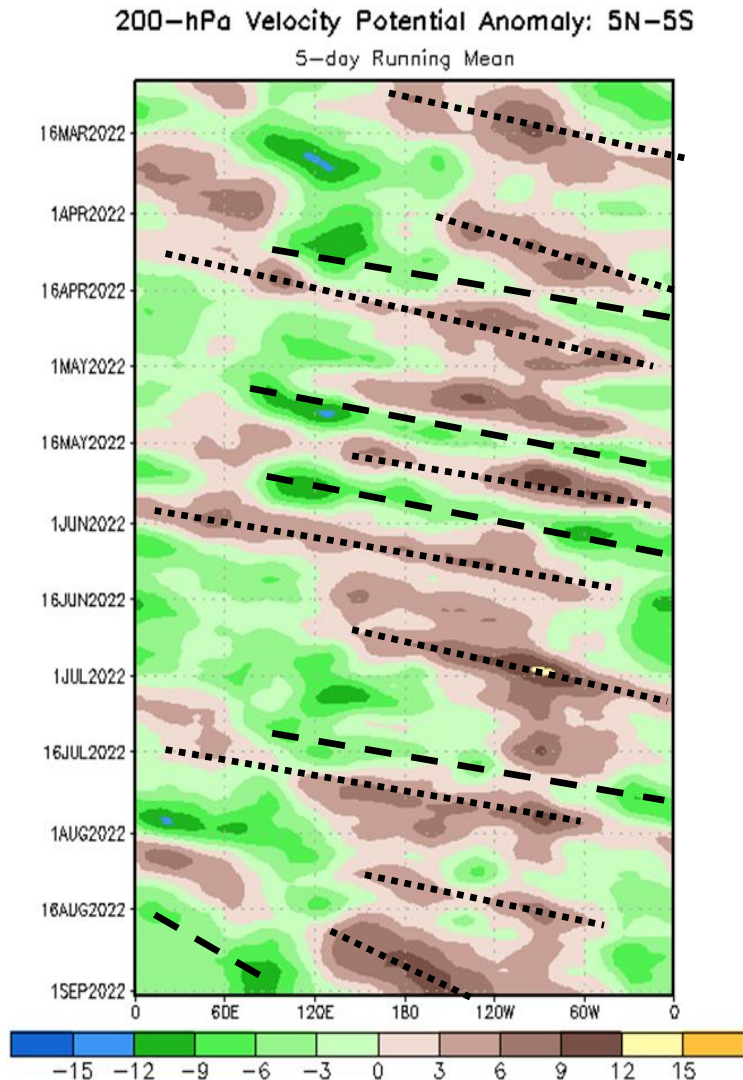 200-hPa Velocity Potential Anomaly: 5N-5S
5-day Running Mean
16MAR2022
1APR2022
16APR2022
1MAY2022
16MAY2022
1JUN2022
16JUN2022
1JUL2022
16JUL2022
1AUG2022
16AUG2022
1SEP2022
0 60E 120E 180 120W 60W 0
-15 -12 -9 -6 -3 0 3 6 9 12 15